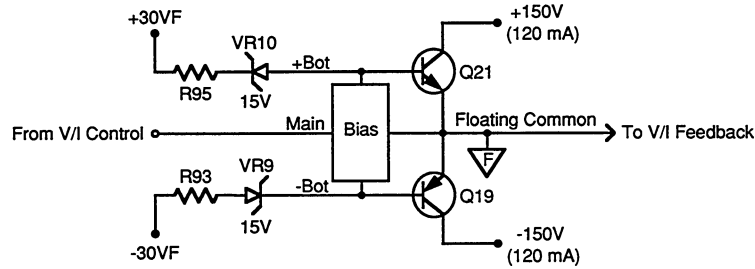 +30VF
+150V
(120 mA)
VR10
+Bot
Q21
R95
15V
From V/I Control
Main
Bias
Floating Common
To V/I Feedback
F
VR9
R93
-Bot
Q19
15V
-30VF
-150V
(120 mA)